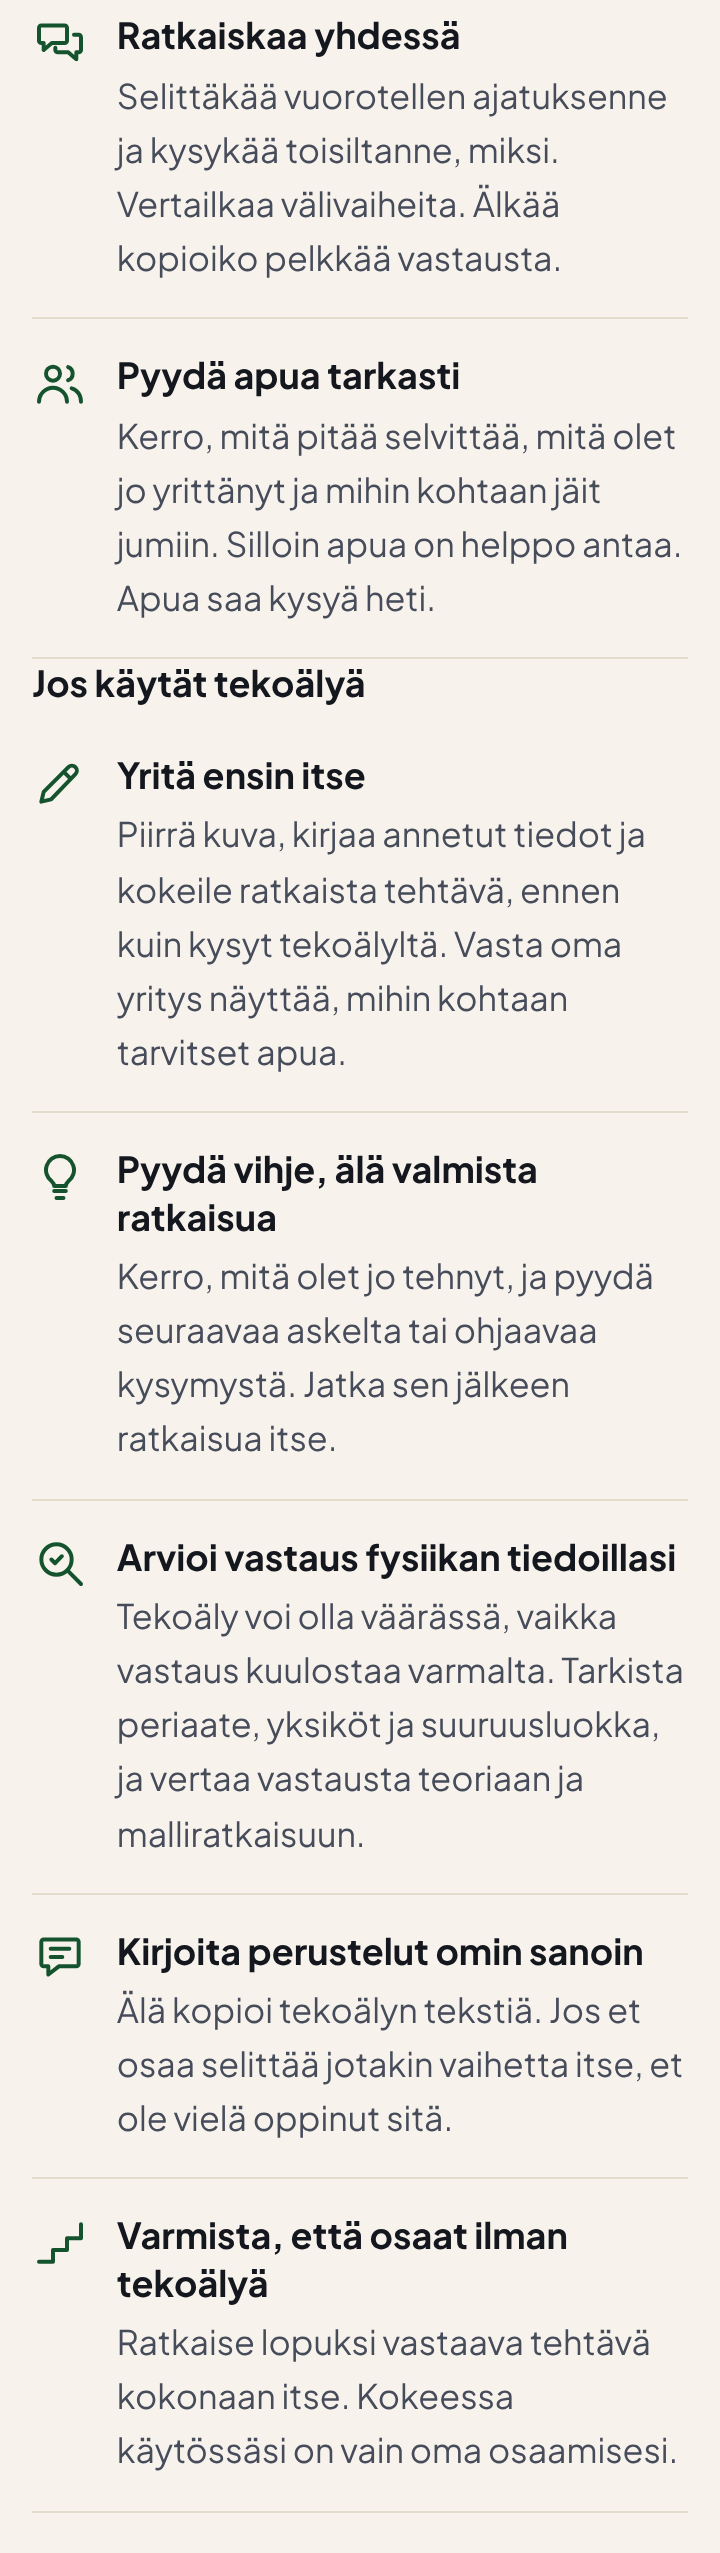 Ratkaiskaa yhdessä
Selittäkää vuorotellen ajatuksenne
ja kysykää toisiltanne, miksi.
Vertailkaa välivaiheita. Älkää
kopioiko pelkkää vastausta.
Pyydä apua tarkasti
Kerro, mitä pitää selvittää, mitä olet
jo yrittänyt ja mihin kohtaan jäit
jumiin. Silloin apua on helppo antaa.
Apua saa kysyä heti.
Jos käytät tekoälyä
Yritä ensin itse
Piirrä kuva, kirjaa annetut tiedot ja
kokeile ratkaista tehtävä, ennen
kuin kysyt tekoälyltä. Vasta oma
yritys näyttää, mihin kohtaan
tarvitset apua.
Pyydä vihje, älä valmista
ratkaisua
Kerro, mitä olet jo tehnyt, ja pyydä
seuraavaa askelta tai ohjaavaa
kysymystä. Jatka sen jälkeen
ratkaisua itse.
Arvioi vastaus fysiikan tiedoillasi
Tekoäly voi olla väärässä, vaikka
vastaus kuulostaa varmalta. Tarkista
periaate, yksiköt ja suuruusluokka,
ja vertaa vastausta teoriaan ja
malliratkaisuun.
Kirjoita perustelut omin sanoin
Älä kopioi tekoälyn tekstiä. Jos et
osaa selittää jotakin vaihetta itse, et
ole vielä oppinut sitä.
Varmista, että osaat ilman
tekoälyä
Ratkaise lopuksi vastaava tehtävä
kokonaan itse. Kokeessa
käytössäsi on vain oma osaamisesi.